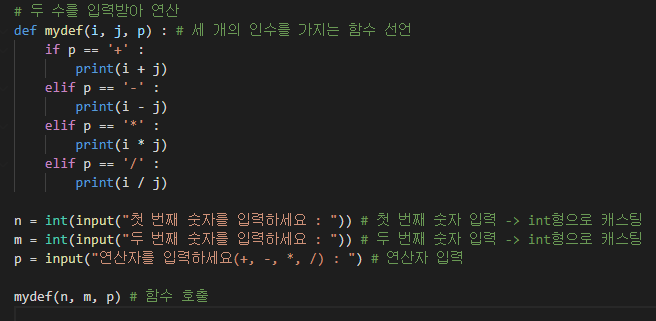 # 두 수를 입력받아 연산
def mydef(i, j, p) : # 세 개의 인수를 가지는 함수 선언
    if p == '+' :
        print(i + j)
    elif p == '-' :
        print(i - j)
    elif p == '*' :
        print(i * j)
    elif p == '/' :
        print(i / j)

n = int(input("첫 번째 숫자를 입력하세요 : ")) # 첫 번째 숫자 입력 -> int형으로 캐스팅
m = int(input("두 번째 숫자를 입력하세요 : ")) # 두 번째 숫자 입력 -> int형으로 캐스팅
p = input("연산자를 입력하세요(+, -, *, /) : ") # 연산자 입력

mydef(n, m, p) # 함수 호출